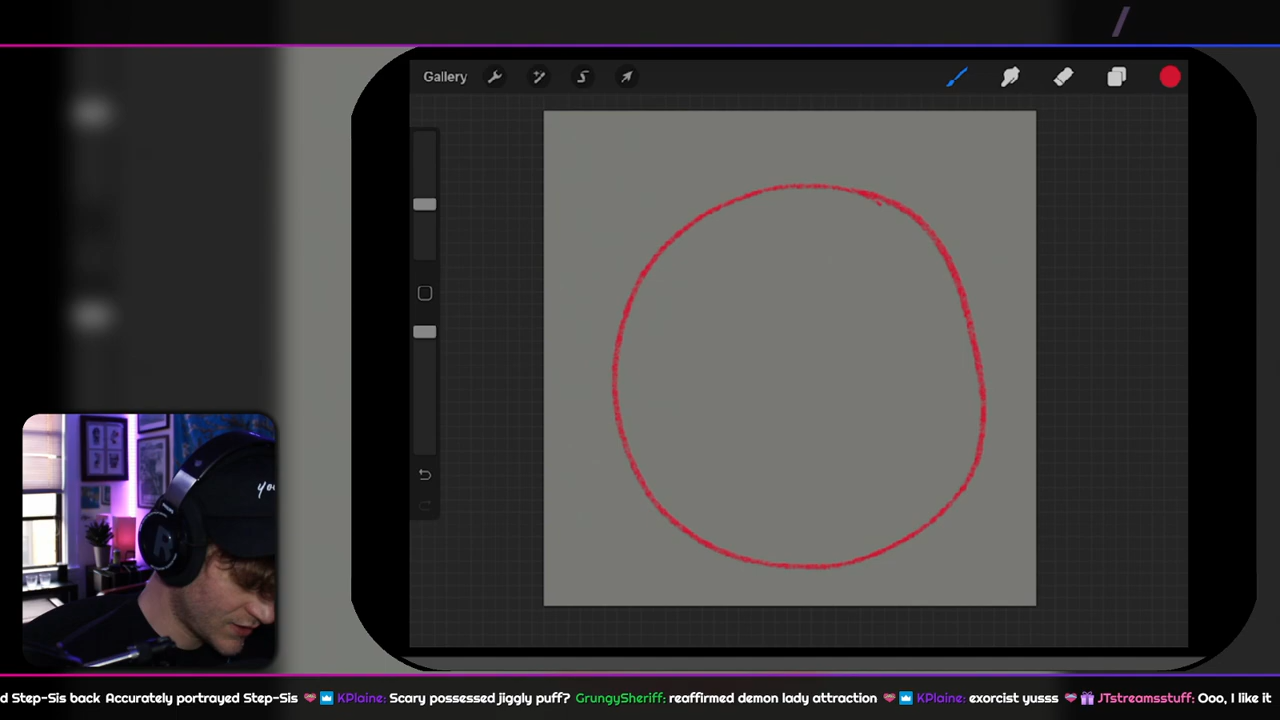 Gallery
R
d Step-Sis back Accurately portrayed Step-Sis KPlaine: Scary possessed jiggly puff? GrungySheriff: reaffirmed demon lady attraction KPlaine: exorcist yusss JTstreamsstuff: Ooo, I like it